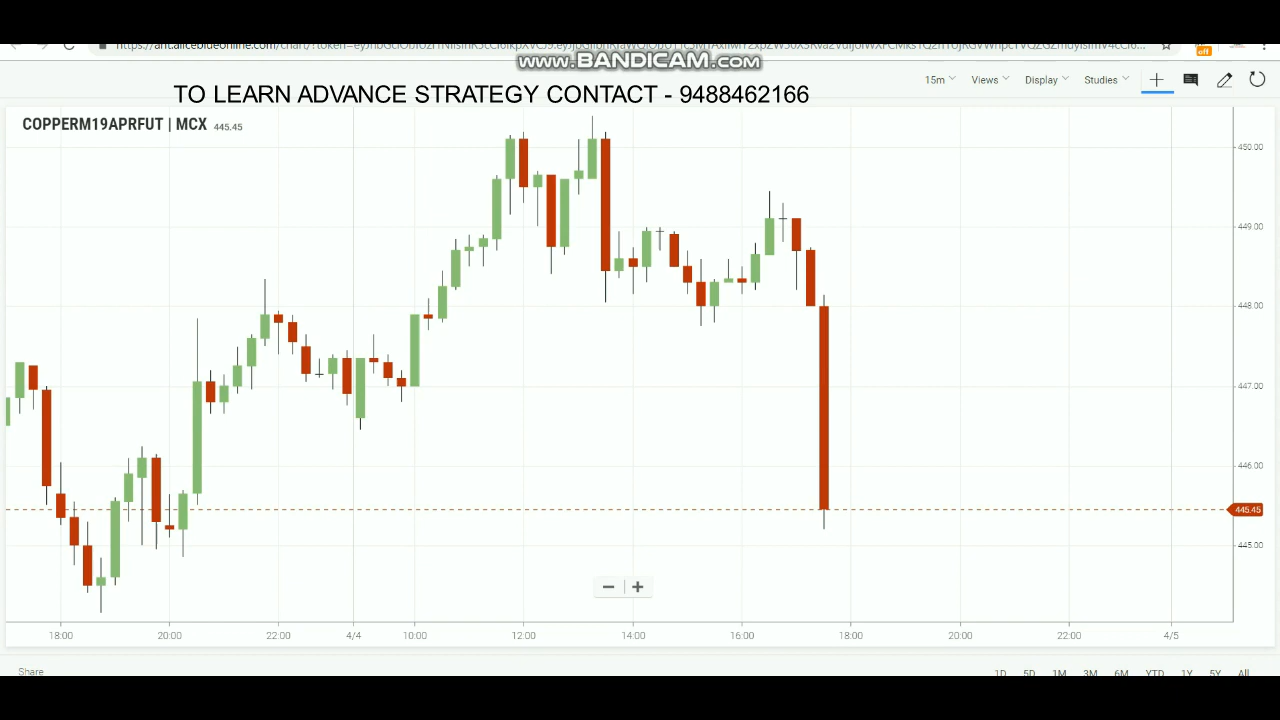 www.BANDICAM.com
15m Views Display Studies
TO LEARN ADVANCE STRATEGY CONTACT - 9488462166
COPPERM19APRFUT | MCX 445.45
450.00
449.00
448.00
447.00
446.00
445.45
445.00
18:00 20:00 22:00 4/4 10:00 12:00 14:00 16:00 18:00 20:00 22:00 4/5
Share
1D 5D 1M 3M 6M YTD 1Y 5Y All